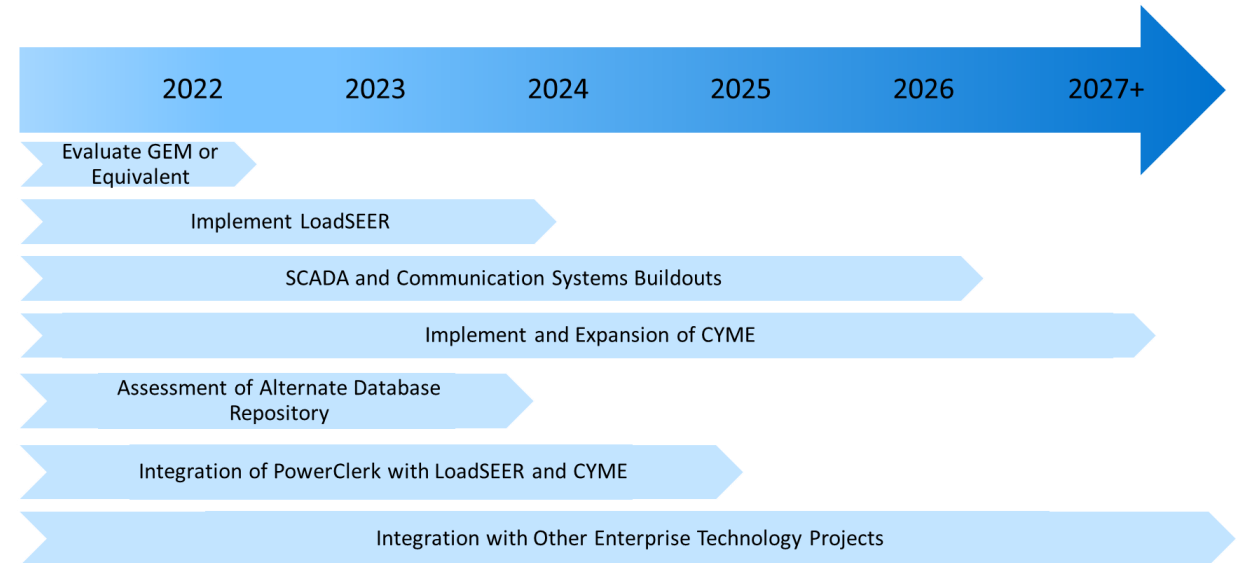 2022 2023 2024 2025 2026 2027+
Evaluate GEM or
Equivalent
Implement LoadSEER
SCADA and Communication Systems Buildouts
Implement and Expansion of CYME
Assessment of Alternate Database
Repository
Integration of PowerClerk with LoadSEER and CYME
Integration with Other Enterprise Technology Projects